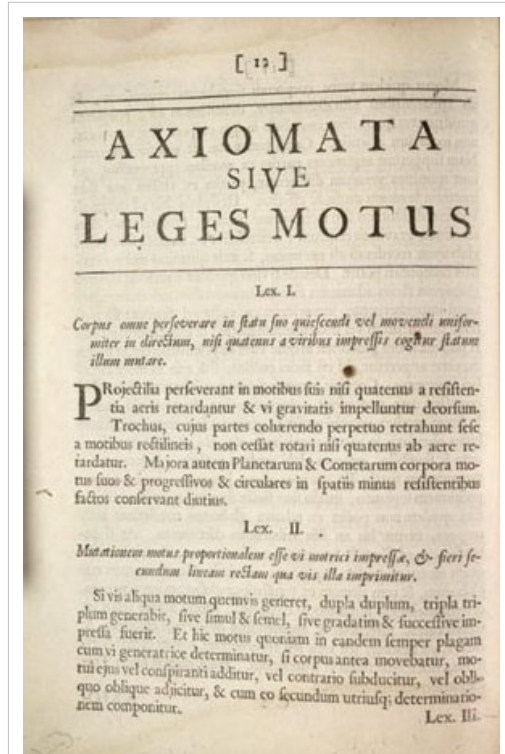 [ 12 ]
AXIOMATA
SIVE
LEGES MOTUS
Lex. I.
Corpus omne perseverare in statu suo quiescendi vel movendi unifor-
miter in directum, nisi quatenus a viribus impressis cogitur statum
illum mutare.
PRojectilia perseverant in motibus suis nisi quatenus a resisten-
tia aeris retardantur & vi gravitatis impelluntur deorsum.
Trochus, cujus partes cohærendo perpetuo retrahunt sese
a motibus rectilineis, non cessat rotari nisi quatenus ab aere re-
tardatur. Majora autem Planetarum & Cometarum corpora mo-
tus suos & progressivos & circulares in spatiis minus resistentibus
factos conservant diutius.
Lex. II.
Mutationem motus proportionalem esse vi motrici impressæ, & fieri se-
cundum lineam rectam qua vis illa imprimitur.
Si vis aliqua motum quemvis generet, dupla duplum, tripla tri-
plum generabit, sive simul & semel, sive gradatim & successive im-
pressa fuerit. Et hic motus quoniam in eandem semper plagam
cum vi generatrice determinatur, si corpus antea movebatur, mo-
tui ejus vel conspiranti additur, vel contrario subducitur, vel obli-
quo oblique adjicitur, & cum eo secundum utriusq; determinatio-
nem componitur.
Lex. III.